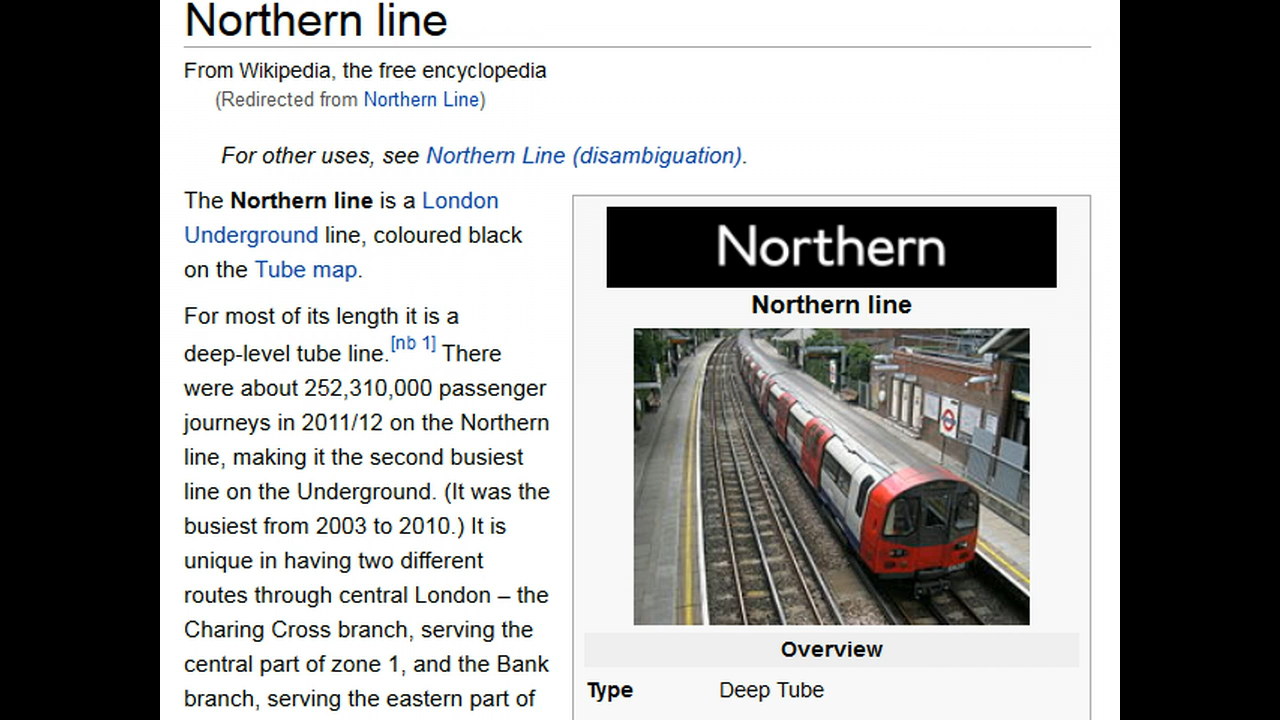 Northern line
From Wikipedia, the free encyclopedia
(Redirected from Northern Line)
For other uses, see Northern Line (disambiguation).
The Northern line is a London
Underground line, coloured black
on the Tube map.
For most of its length it is a
deep-level tube line.[nb 1] There
were about 252,310,000 passenger
journeys in 2011/12 on the Northern
line, making it the second busiest
line on the Underground. (It was the
busiest from 2003 to 2010.) It is
unique in having two different
routes through central London – the
Charing Cross branch, serving the
central part of zone 1, and the Bank
branch, serving the eastern part of
Northern
Northern line
Overview
Type Deep Tube